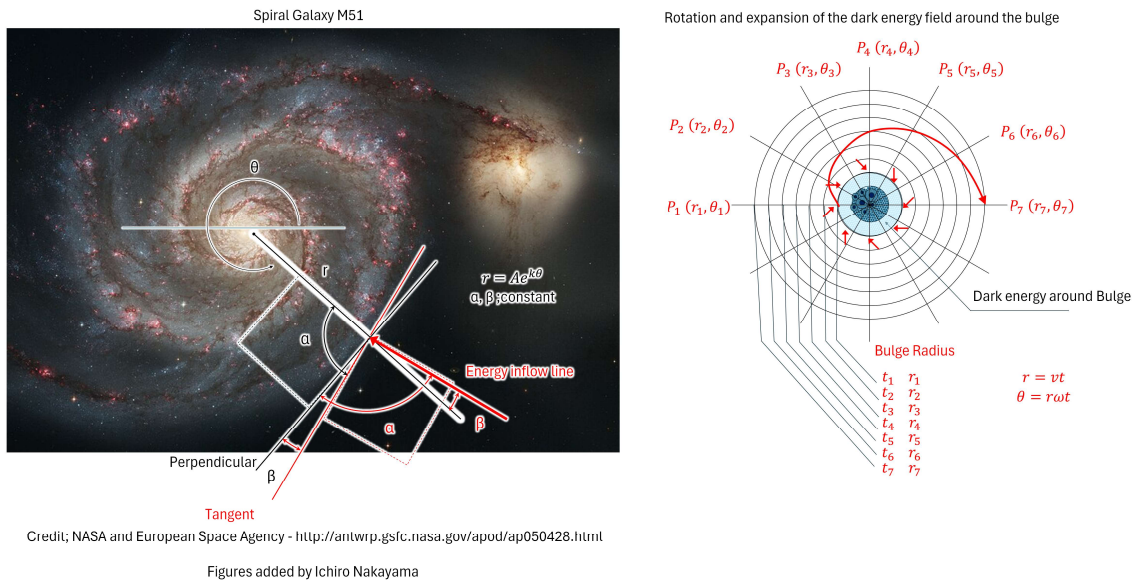 Spiral Galaxy M51
θ
r
r = Ae^{kθ}
α, β ;constant
α
Energy inflow line
α
β
Perpendicular
β
Tangent
Credit; NASA and European Space Agency - http://antwrp.gsfc.nasa.gov/apod/ap050428.html
Figures added by Ichiro Nakayama
Rotation and expansion of the dark energy field around the bulge
P₄ (r₄, θ₄)
P₃ (r₃, θ₃)
P₅ (r₅, θ₅)
P₂ (r₂, θ₂)
P₆ (r₆, θ₆)
P₁ (r₁, θ₁)
P₇ (r₇, θ₇)
Dark energy around Bulge
Bulge Radius
t₁ r₁
t₂ r₂
t₃ r₃
t₄ r₄
t₅ r₅
t₆ r₆
t₇ r₇
r = vt
θ = rωt